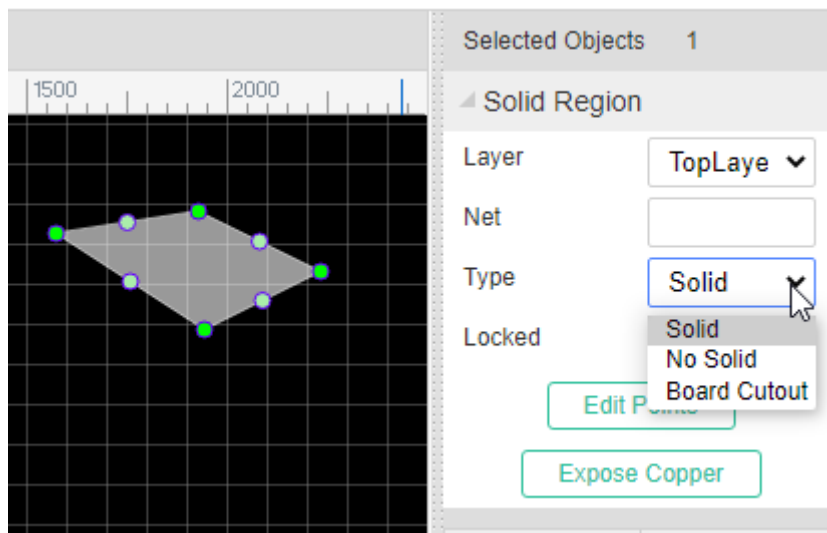 Selected Objects 1
1500 2000
Solid Region
Layer TopLaye
Net
Type Solid
Solid
Locked
No Solid
Board Cutout
Edit Points
Expose Copper